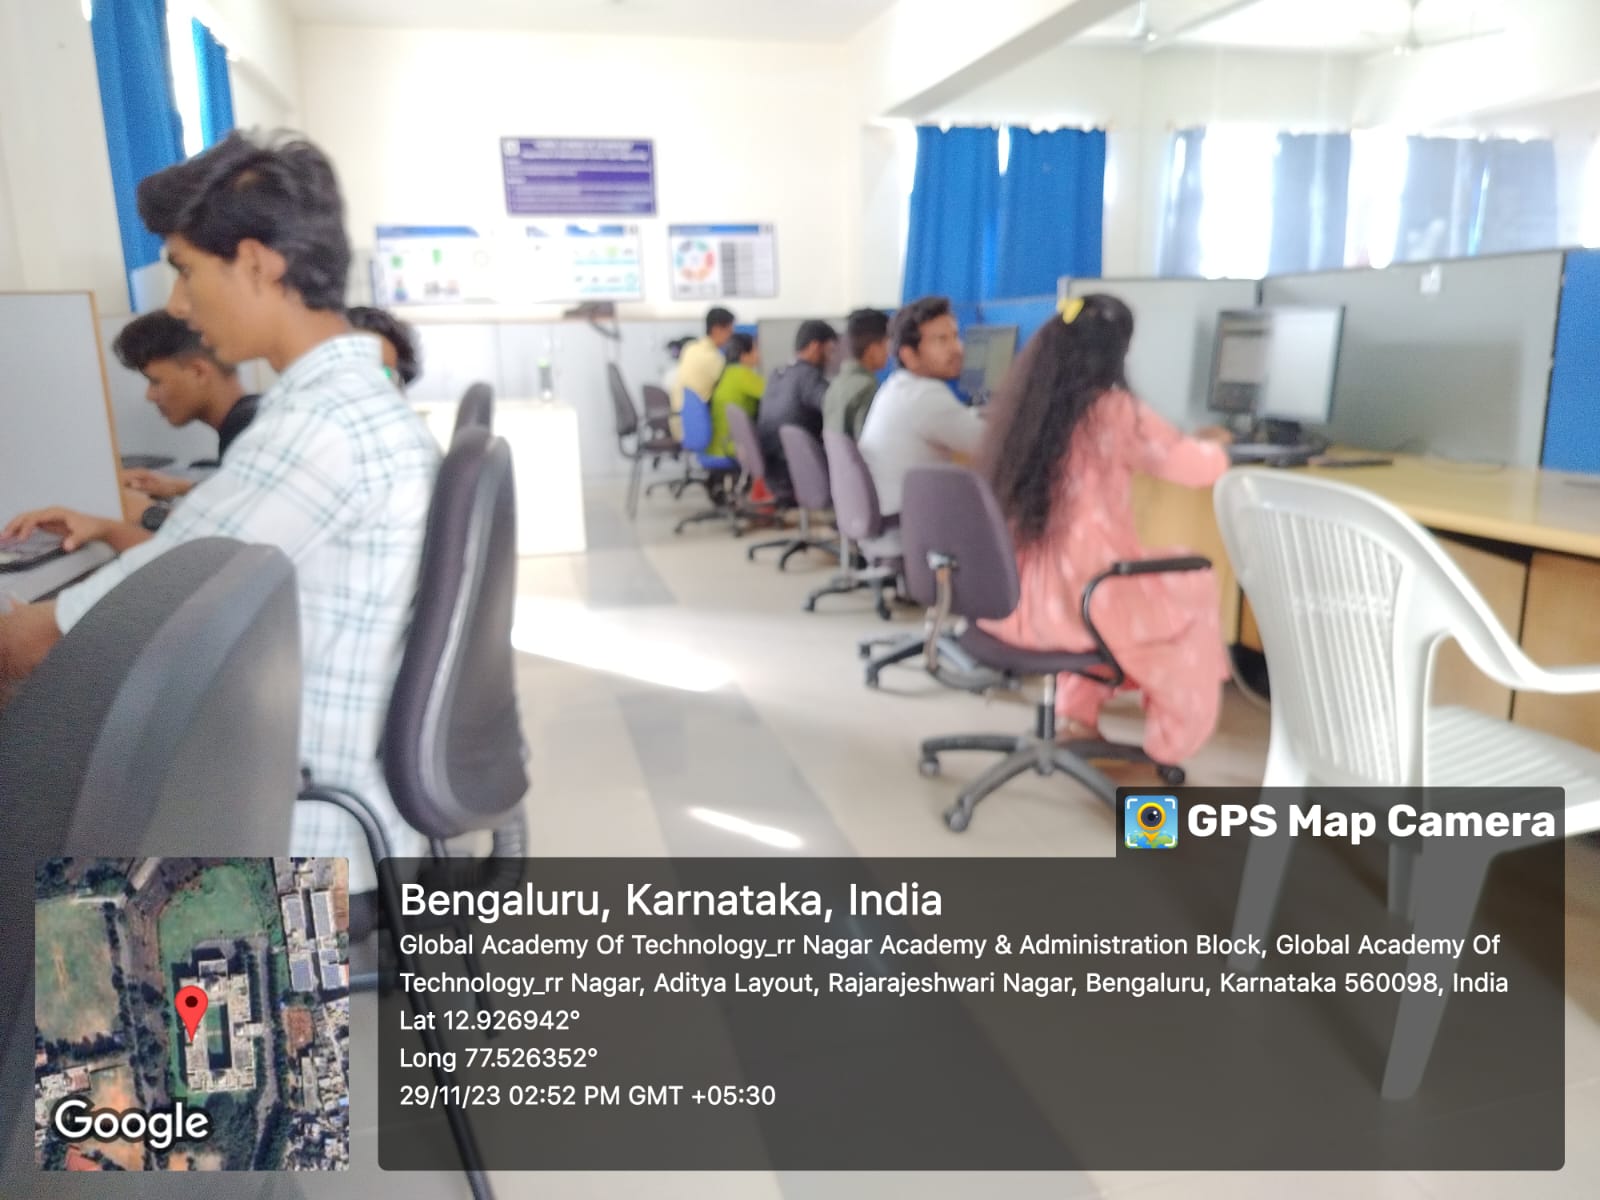 GPS Map Camera
Bengaluru, Karnataka, India
Global Academy Of Technology_rr Nagar Academy & Administration Block, Global Academy Of
Technology_rr Nagar, Aditya Layout, Rajarajeshwari Nagar, Bengaluru, Karnataka 560098, India
Lat 12.926942°
Long 77.526352°
29/11/23 02:52 PM GMT +05:30
Google